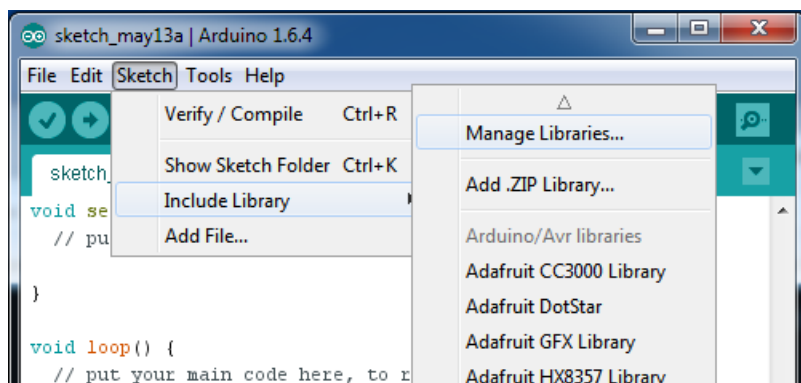 sketch_may13a | Arduino 1.6.4
File Edit Sketch Tools Help
Verify / Compile Ctrl+R
Show Sketch Folder Ctrl+K
Include Library
Add File...
Manage Libraries...
Add .ZIP Library...
Arduino/Avr libraries
Adafruit CC3000 Library
Adafruit DotStar
Adafruit GFX Library
Adafruit HX8357 Library
sketch_
void se
// pu
}
void loop() {
// put your main code here, to r